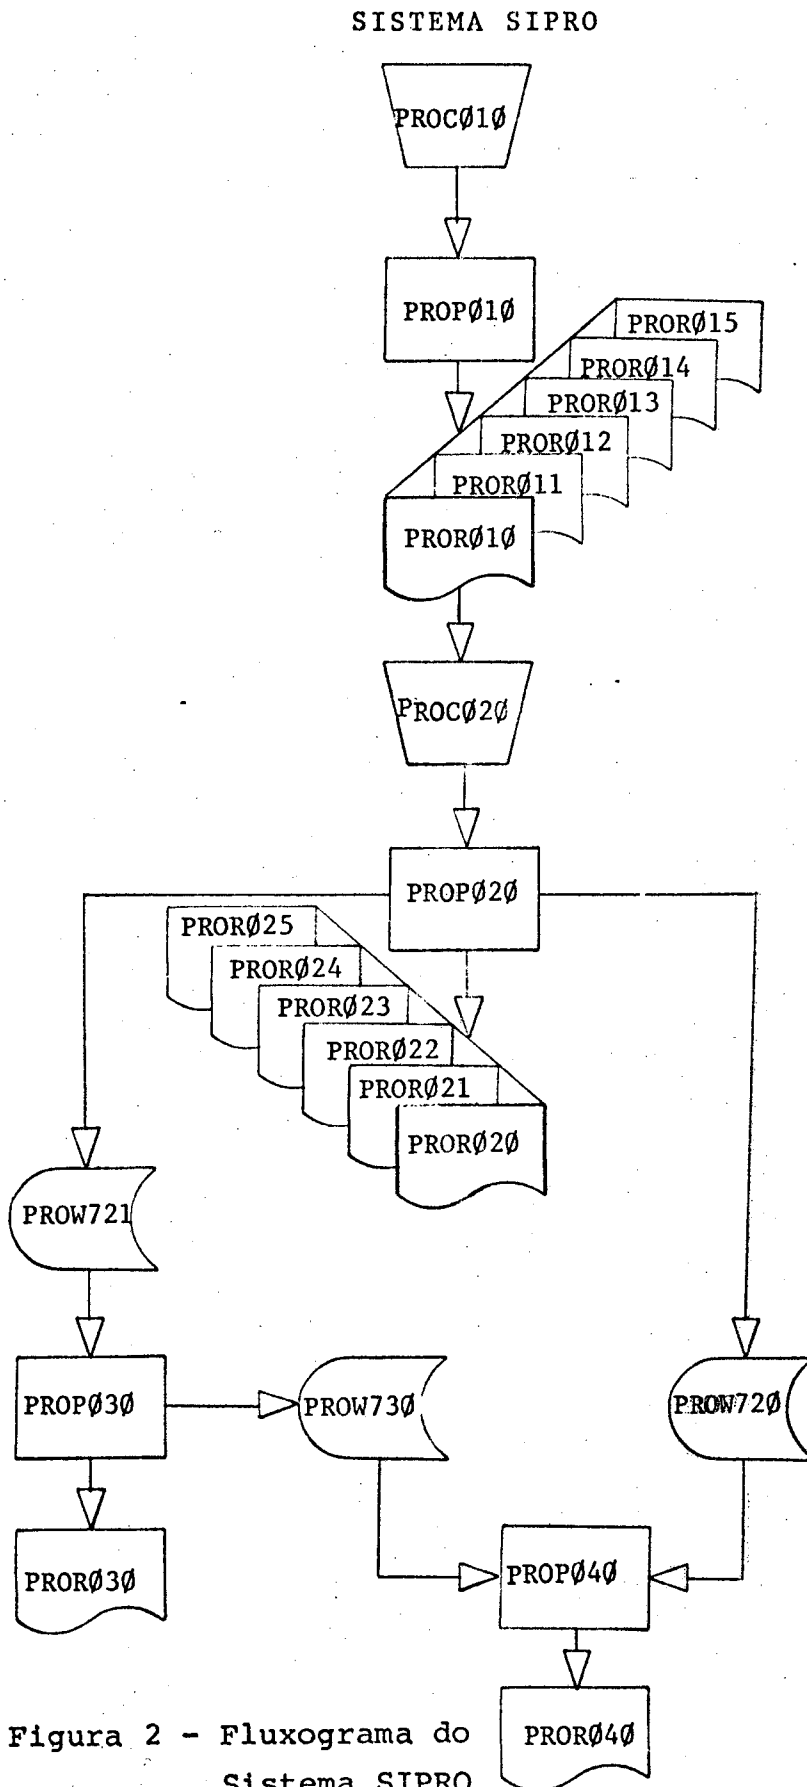 SISTEMA SIPRO
PROCØ1Ø
PROPØ1Ø
PRORØ15
PRORØ14
PRORØ13
PRORØ12
PRORØ11
PRORØ1Ø
PROCØ2Ø
PROPØ2Ø
PRORØ25
PRORØ24
PRORØ23
PRORØ22
PRORØ21
PRORØ2Ø
PROW721
PROPØ3Ø
PROW73Ø
PROW72Ø
PRORØ3Ø
PROPØ4Ø
PRORØ4Ø
Figura 2 - Fluxograma do
Sistema SIPRO